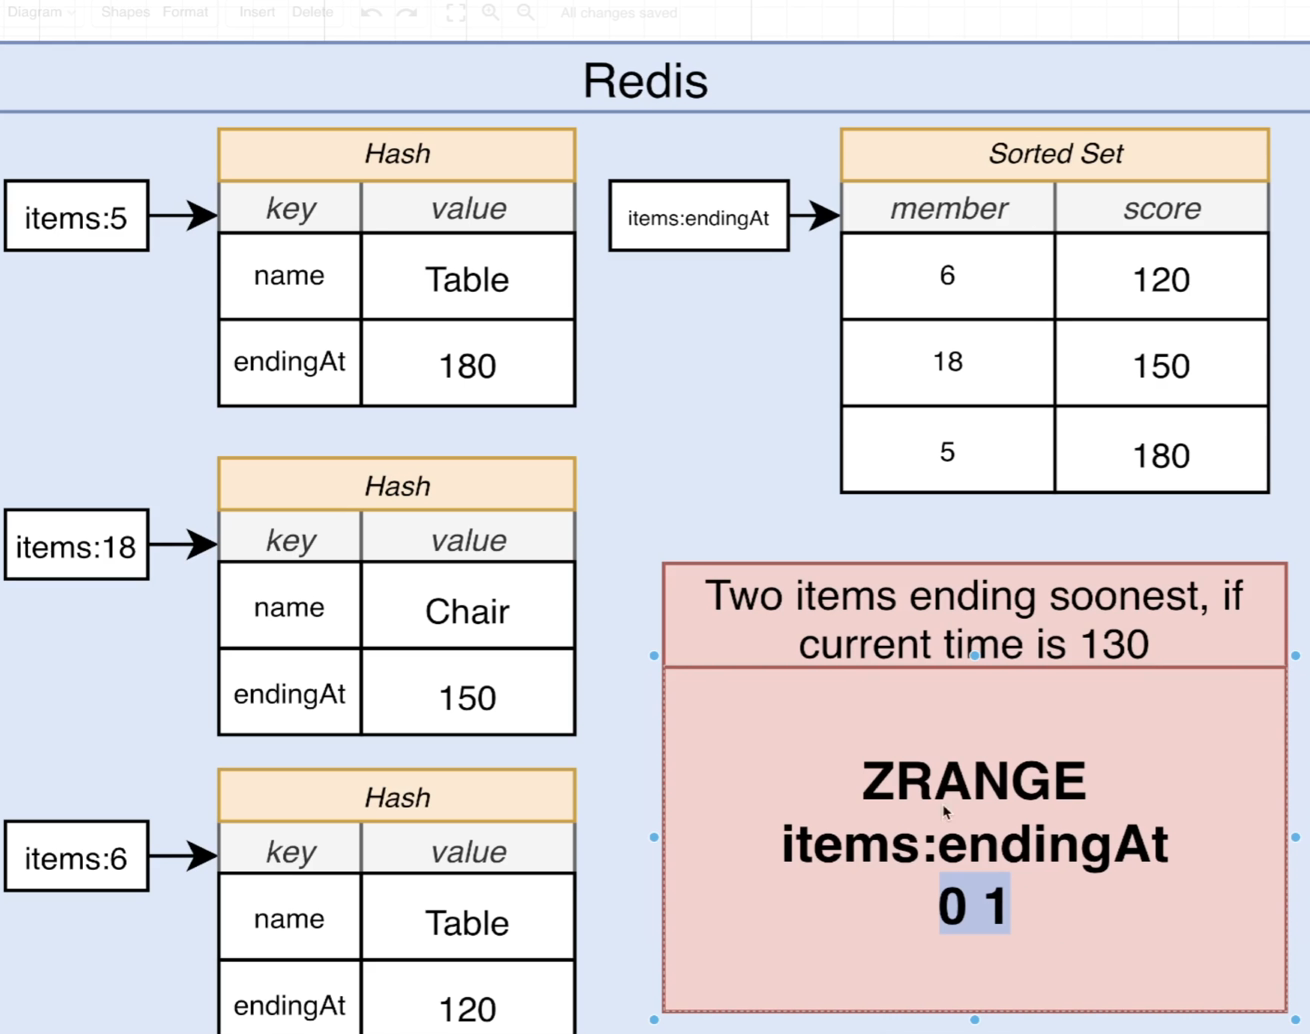 Diagram Shapes Format Insert Delete All changes saved
Redis
Hash
items:5
key value
name Table
endingAt 180
Sorted Set
items:endingAt
member score
6 120
18 150
5 180
Hash
items:18
key value
name Chair
endingAt 150
Two items ending soonest, if
current time is 130
ZRANGE
items:endingAt
0 1
Hash
items:6
key value
name Table
endingAt 120